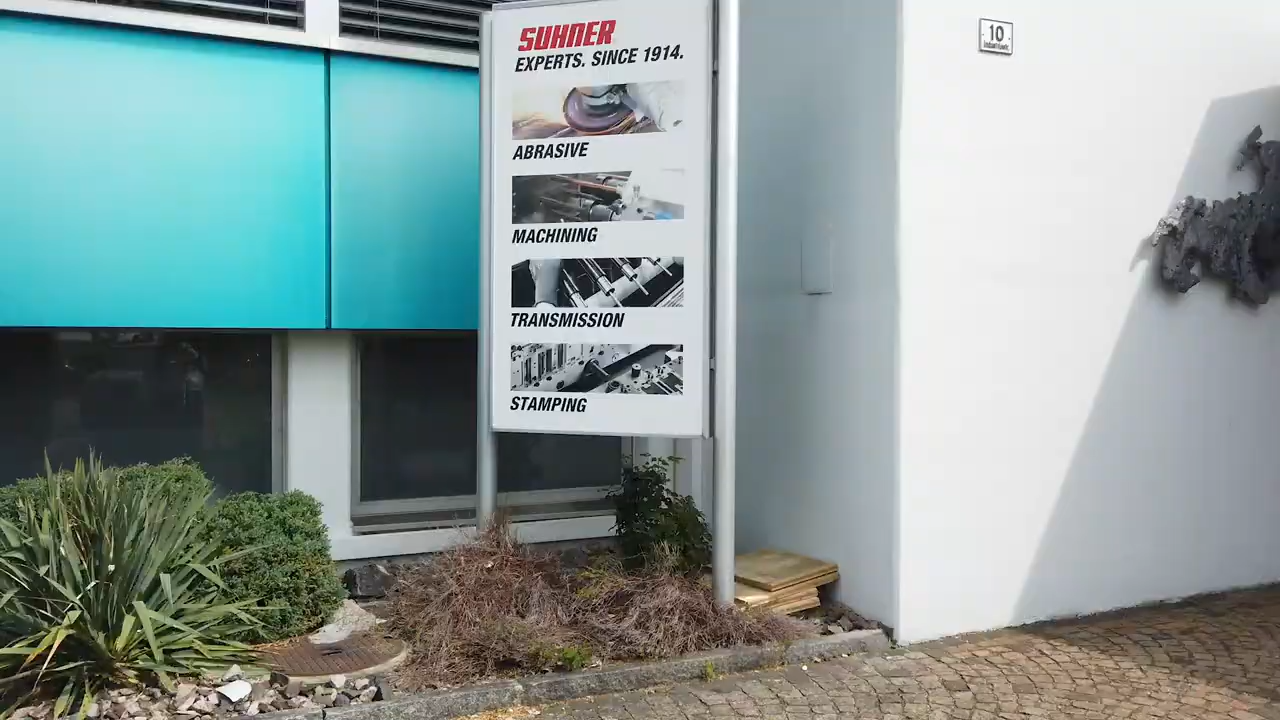 SUHNER
EXPERTS. SINCE 1914.
ABRASIVE
MACHINING
TRANSMISSION
STAMPING
10